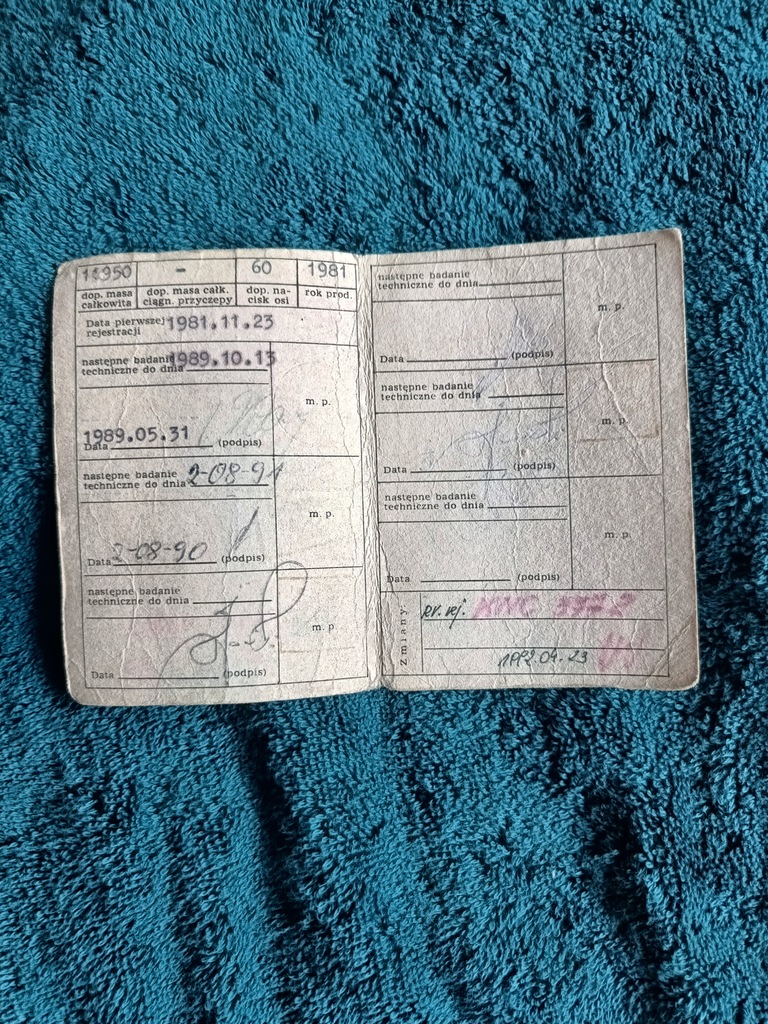 11950 - 60 1981
dop. masa całkowita dop. masa całk. ciągn. przyczepy dop. nacisk osi rok prod.
Data pierwszej rejestracji 1981.11.23
następne badanie techniczne do dnia 1989.10.13
m. p.
1989.05.31
Data (podpis)
następne badanie techniczne do dnia 2-08-91
m. p.
Data 2-08-90 (podpis)
następne badanie
techniczne do dnia
m. p
Data (podpis)
następne badanie
techniczne do dnia
m. p.
Data (podpis)
następne badanie
techniczne do dnia
m. p.
Data (podpis)
następne badanie
techniczne do dnia
m. p.
Data (podpis)
Zmiany
1992.04.23